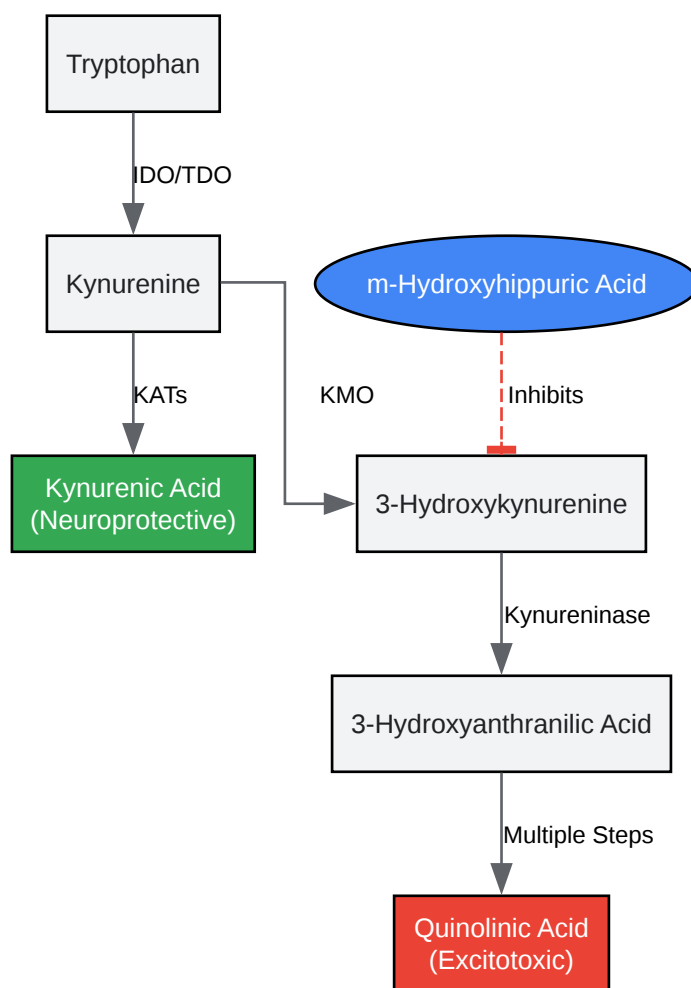 Tryptophan
IDO/TDO
Kynurenine
m-Hydroxyhippuric Acid
KATs
KMO
Inhibits
Kynurenic Acid
(Neuroprotective)
3-Hydroxykynurenine
Kynureninase
3-Hydroxyanthranilic Acid
Multiple Steps
Quinolinic Acid
(Excitotoxic)